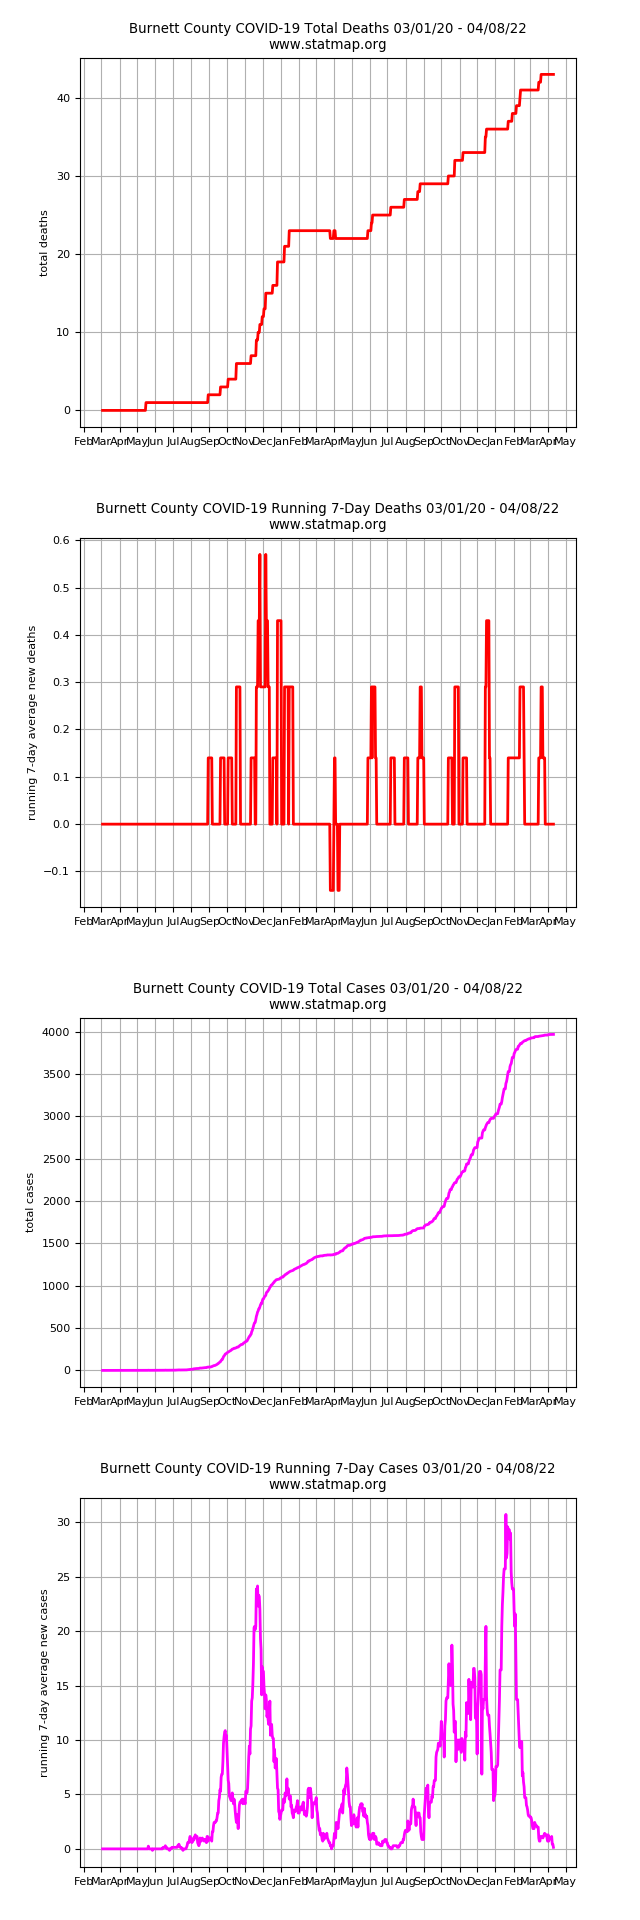 Burnett County COVID-19 Total Deaths 03/01/20 - 04/08/22
www.statmap.org
40
30
20
10
0
total deaths
Feb Mar Apr May Jun Jul Aug Sep Oct Nov Dec Jan Feb Mar Apr May Jun Jul Aug Sep Oct Nov Dec Jan Feb Mar Apr May
Burnett County COVID-19 Running 7-Day Deaths 03/01/20 - 04/08/22
www.statmap.org
0.6
0.5
0.4
0.3
0.2
0.1
0.0
−0.1
running 7-day average new deaths
Feb Mar Apr May Jun Jul Aug Sep Oct Nov Dec Jan Feb Mar Apr May Jun Jul Aug Sep Oct Nov Dec Jan Feb Mar Apr May
Burnett County COVID-19 Total Cases 03/01/20 - 04/08/22
www.statmap.org
4000
3500
3000
2500
2000
1500
1000
500
0
total cases
Feb Mar Apr May Jun Jul Aug Sep Oct Nov Dec Jan Feb Mar Apr May Jun Jul Aug Sep Oct Nov Dec Jan Feb Mar Apr May
Burnett County COVID-19 Running 7-Day Cases 03/01/20 - 04/08/22
www.statmap.org
30
25
20
15
10
5
0
running 7-day average new cases
Feb Mar Apr May Jun Jul Aug Sep Oct Nov Dec Jan Feb Mar Apr May Jun Jul Aug Sep Oct Nov Dec Jan Feb Mar Apr May